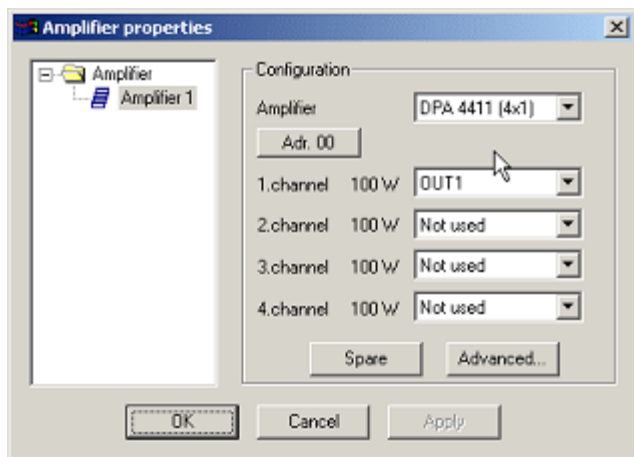 Amplifier properties
Amplifier
Amplifier 1
Configuration
Amplifier DPA 4411 (4x1)
Adr. 00
1.channel 100 W OUT1
2.channel 100 W Not used
3.channel 100 W Not used
4.channel 100 W Not used
Spare Advanced...
OK Cancel Apply